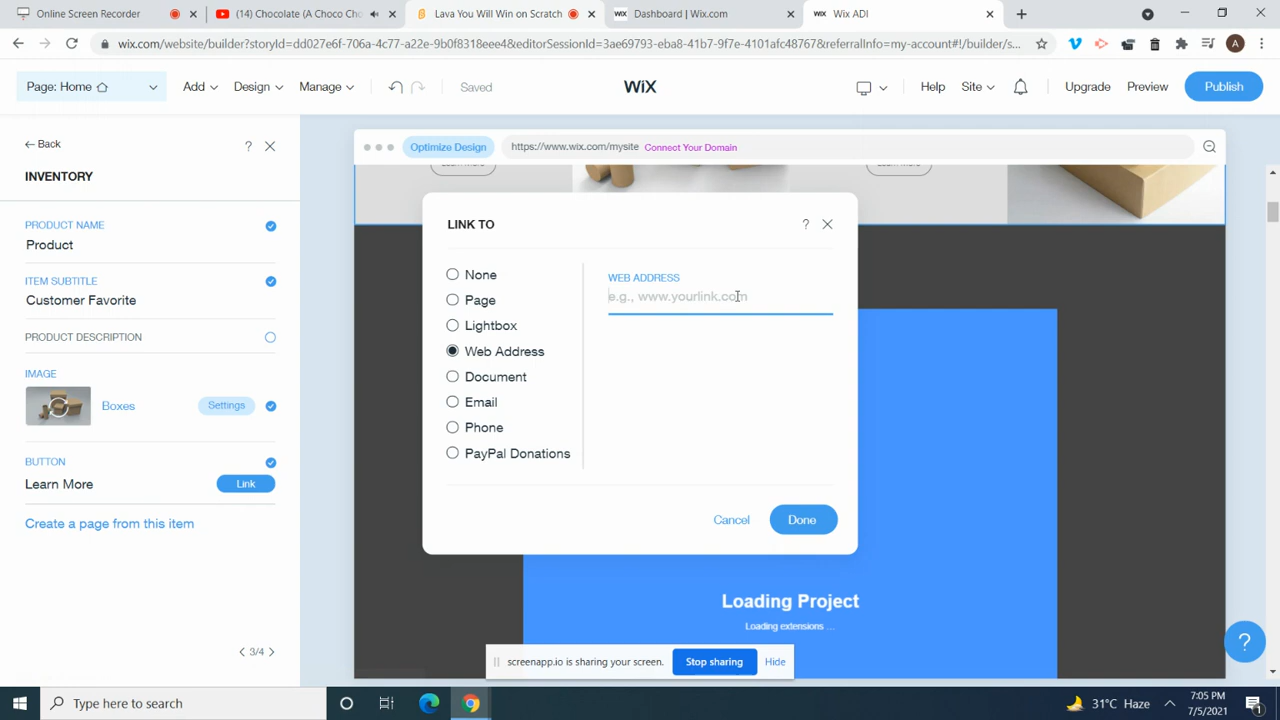 Online Screen Recorder
(14) Chocolate (A Choco Ch
Lava You Will Win on Scratch
Dashboard | Wix.com
Wix ADI
wix.com/website/builder?storyId=dd027e6f-706a-4c77-a22e-9b0f8318eee4&editorSessionId=3ae69793-eba8-41b7-9f7e-4101afc48767&referralInfo=my-account#!/builder/s...
A
Page: Home
Add
Design
Manage
Saved
WiX
Help
Site
Upgrade
Preview
Publish
Back
?
INVENTORY
PRODUCT NAME
Product
ITEM SUBTITLE
Customer Favorite
PRODUCT DESCRIPTION
IMAGE
Boxes
Settings
BUTTON
Learn More
Link
Create a page from this item
3/4
Optimize Design
https://www.wix.com/mysite
Connect Your Domain
Learn More
Learn More
LINK TO
?
None
Page
Lightbox
Web Address
Document
Email
Phone
PayPal Donations
WEB ADDRESS
e.g., www.yourlink.com
Cancel
Done
Loading Project
Loading extensions ...
screenapp.io is sharing your screen.
Stop sharing
Hide
?
Type here to search
31°C Haze
7:05 PM
7/5/2021
1